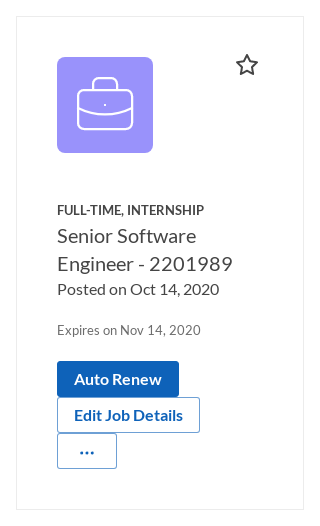 FULL-TIME, INTERNSHIP
Senior Software
Engineer - 2201989
Posted on Oct 14, 2020
Expires on Nov 14, 2020
Auto Renew
Edit Job Details
...